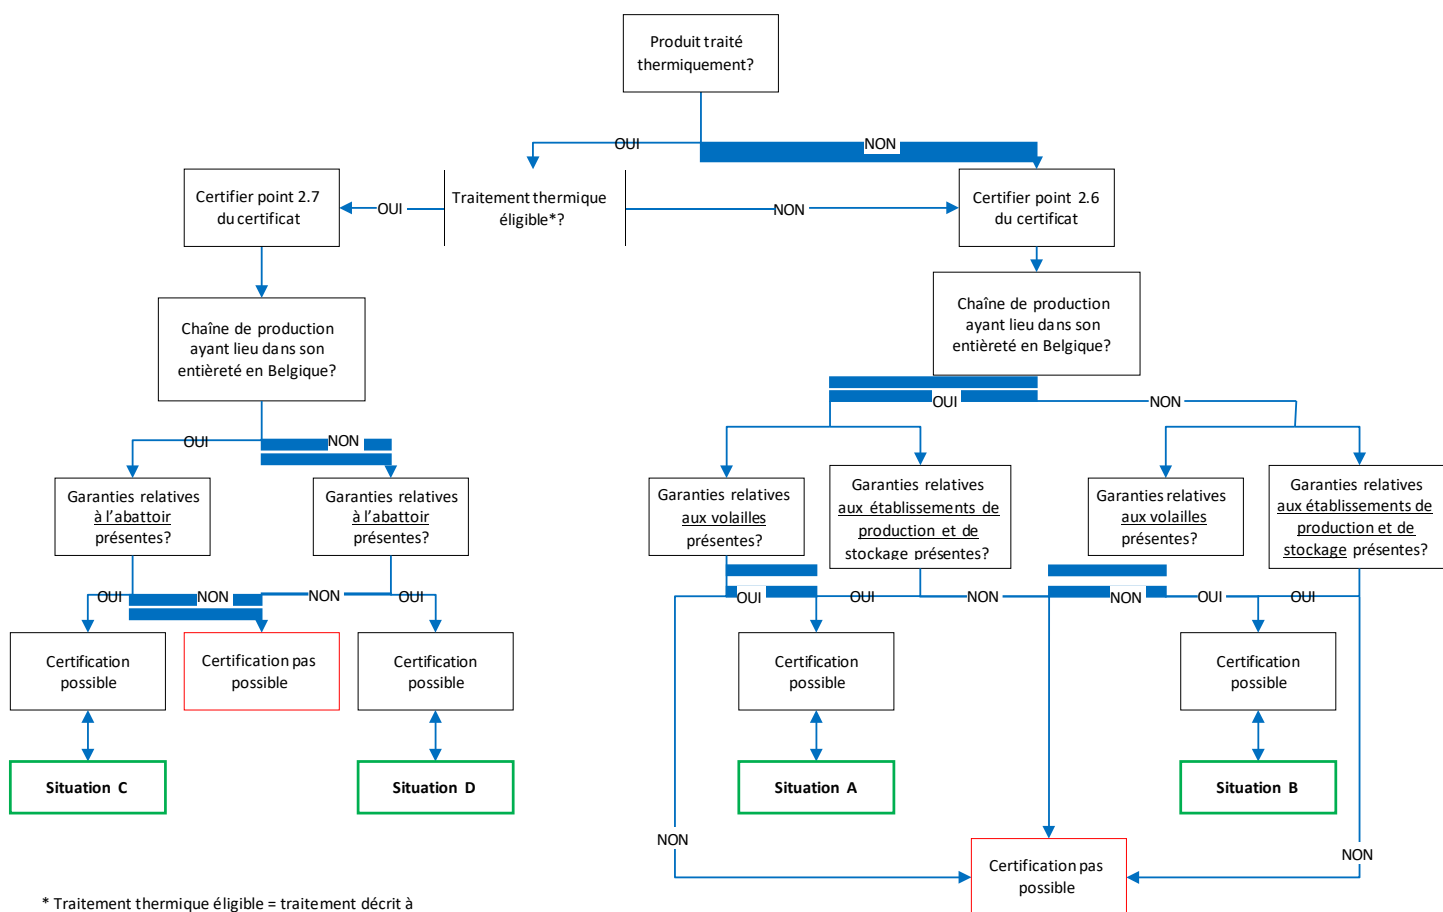 Produit traité
thermiquement?
OUI
NON
Certifier point 2.7
du certificat
OUI
Traitement thermique
éligible*?
NON
Certifier point 2.6
du certificat
Chaîne de production
ayant lieu dans son
entièreté en Belgique?
Chaîne de production
ayant lieu dans son
entièreté en Belgique?
OUI
NON
OUI
NON
Garanties relatives
à l’abattoir
présentes?
Garanties relatives
à l’abattoir
présentes?
Garanties relatives
aux volailles
présentes?
Garanties relatives
aux établissements de
production et de
stockage présentes?
Garanties relatives
aux volailles
présentes?
Garanties relatives
aux établissements de
production et de
stockage présentes?
OUI
NON
NON
OUI
OUI
OUI
NON
NON
OUI
OUI
Certification
possible
Certification pas
possible
Certification
possible
Certification
possible
Certification
possible
Situation C
Situation D
Situation A
Situation B
NON
NON
Certification pas
possible
* Traitement thermique éligible = traitement décrit à